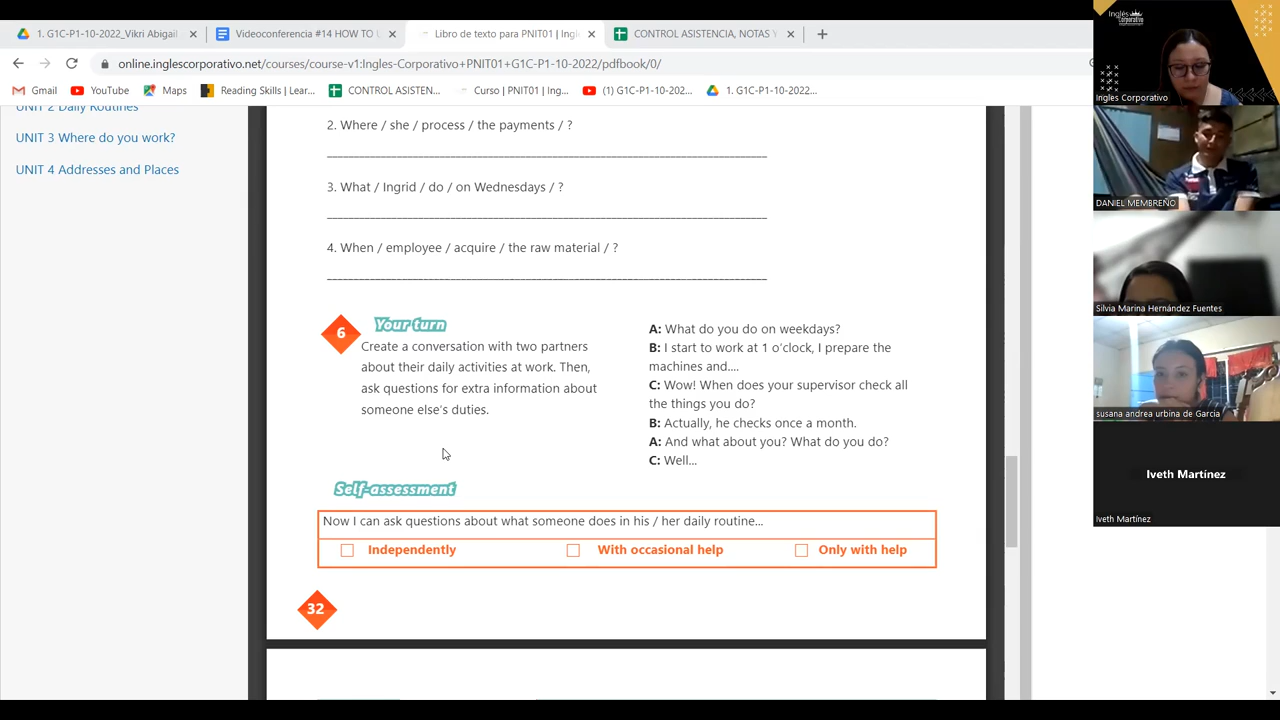 1. G1C-P1-10-2022_Vikri Abigail
Videoconferencia #14 HOW TO
Libro de texto para PNIT01 | Ingl
CONTROL ASISTENCIA, NOTAS Y
online.inglescorporativo.net/courses/course-v1:Ingles-Corporativo+PNIT01+G1C-P1-10-2022/pdfbook/0/
Gmail
YouTube
Maps
Reading Skills | Lear...
CONTROL ASISTEN...
Curso | PNIT01 | Ing...
(1) G1C-P1-10-202...
1. G1C-P1-10-2022...
UNIT 2 Daily Routines
UNIT 3 Where do you work?
UNIT 4 Addresses and Places
2. Where / she / process / the payments / ?
3. What / Ingrid / do / on Wednesdays / ?
4. When / employee / acquire / the raw material / ?
6
Your turn
Create a conversation with two partners
about their daily activities at work. Then,
ask questions for extra information about
someone else's duties.
A: What do you do on weekdays?
B: I start to work at 1 o'clock, I prepare the
machines and....
C: Wow! When does your supervisor check all
the things you do?
B: Actually, he checks once a month.
A: And what about you? What do you do?
C: Well...
Self-assessment
Now I can ask questions about what someone does in his / her daily routine...
Independently
With occasional help
Only with help
32
Inglés
Corporativo
Ingles Corporativo
DANIEL MEMBREÑO
Silvia Marina Hernández Fuentes
susana andrea urbina de Garcia
Iveth Martínez
Iveth Martínez